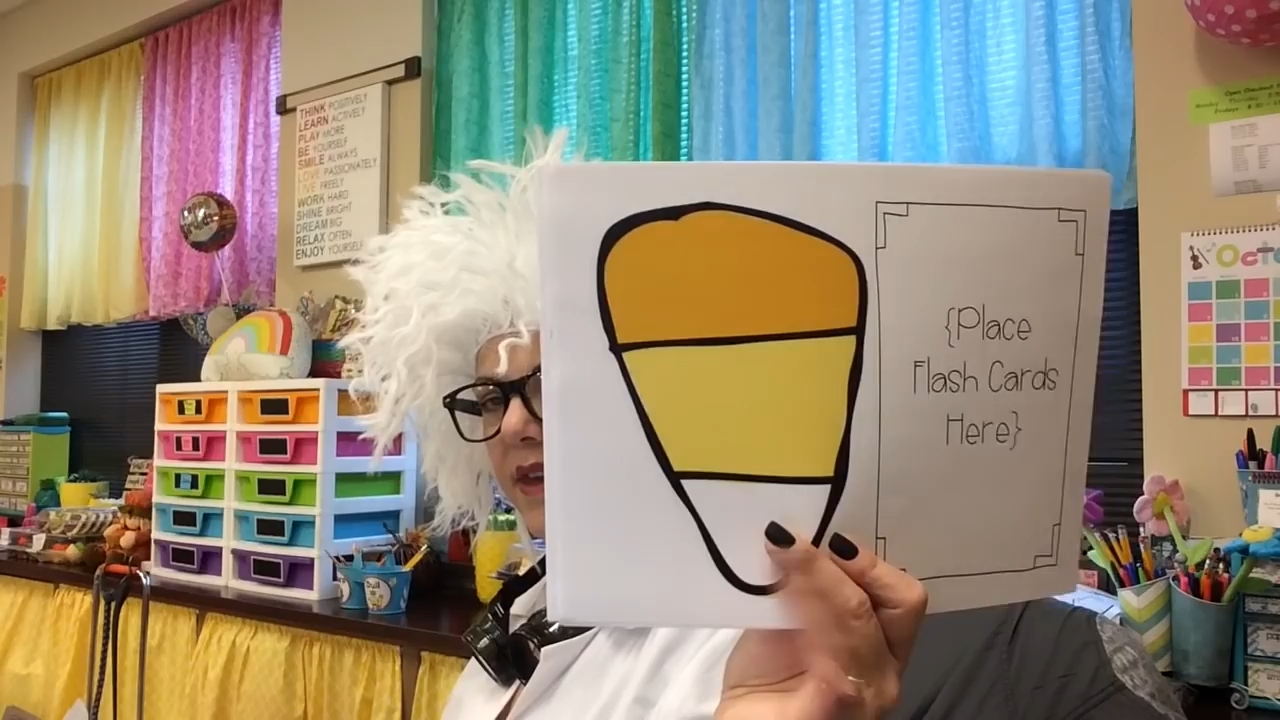 THINK POSITIVELY
LEARN ACTIVELY
PLAY MORE
BE YOURSELF
SMILE ALWAYS
LOVE PASSIONATELY
LIVE FREELY
WORK HARD
SHINE BRIGHT
DREAM BIG
RELAX OFTEN
ENJOY YOURSELF
{Place
Flash Cards
Here}
Octo